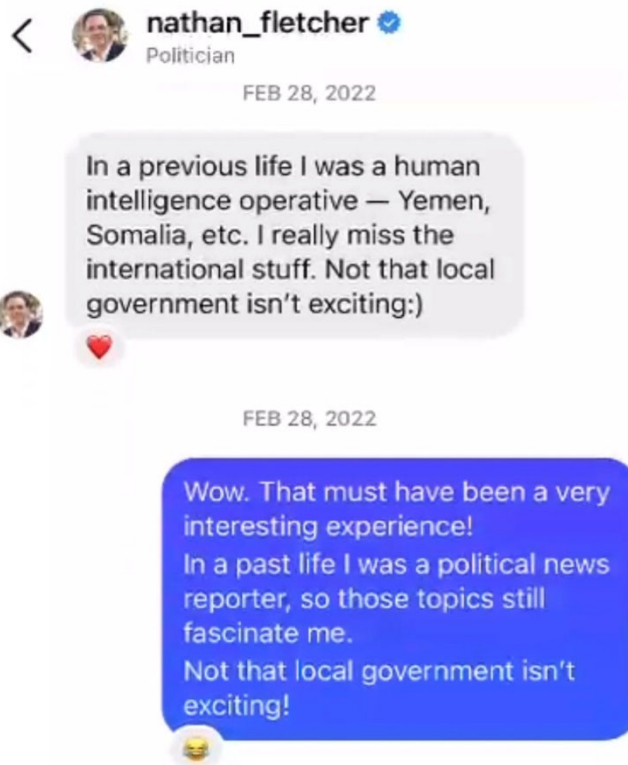 nathan_fletcher
Politician
FEB 28, 2022
In a previous life I was a human
intelligence operative — Yemen,
Somalia, etc. I really miss the
international stuff. Not that local
government isn't exciting:)
FEB 28, 2022
Wow. That must have been a very
interesting experience!
In a past life I was a political news
reporter, so those topics still
fascinate me.
Not that local government isn't
exciting!